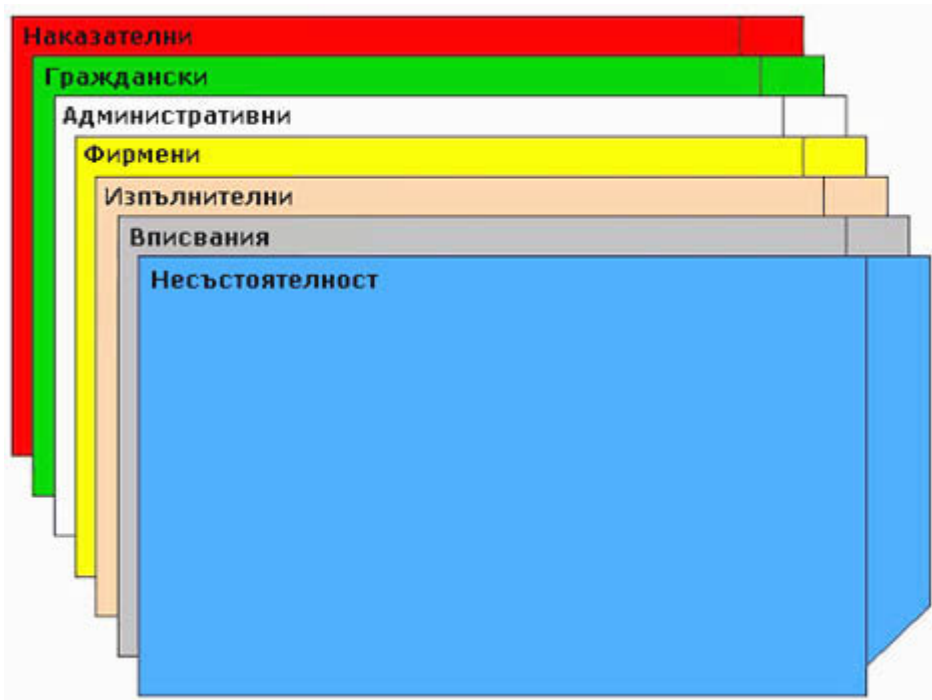 Наказателни
Граждански
Административни
Фирмени
Изпълнителни
Вписвания
Несъстоятелност